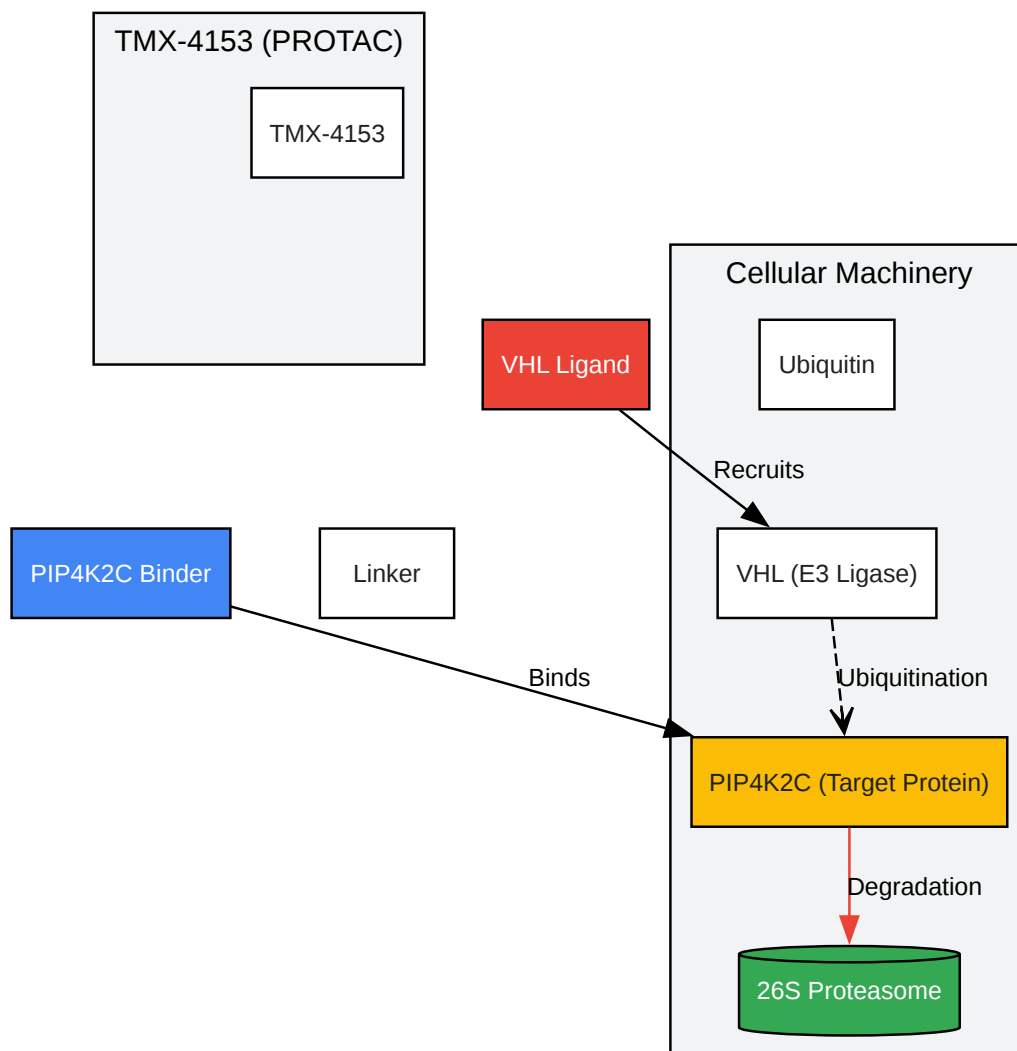 TMX-4153 (PROTAC)
TMX-4153
Cellular Machinery
VHL Ligand
Ubiquitin
Recruits
PIP4K2C Binder
Linker
VHL (E3 Ligase)
Binds
Ubiquitination
PIP4K2C (Target Protein)
Degradation
26S Proteasome